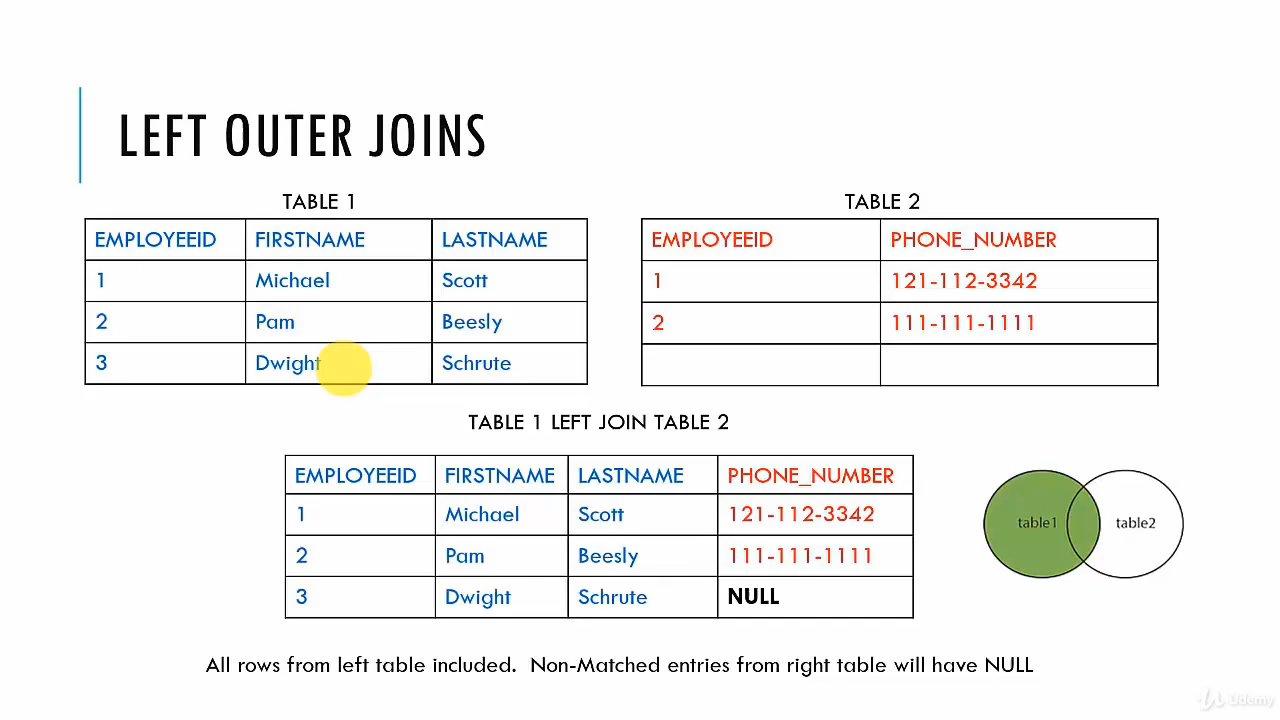 LEFT OUTER JOINS
TABLE 1
EMPLOYEEID FIRSTNAME LASTNAME
1 Michael Scott
2 Pam Beesly
3 Dwight Schrute
TABLE 2
EMPLOYEEID PHONE_NUMBER
1 121-112-3342
2 111-111-1111
TABLE 1 LEFT JOIN TABLE 2
EMPLOYEEID FIRSTNAME LASTNAME PHONE_NUMBER
1 Michael Scott 121-112-3342
2 Pam Beesly 111-111-1111
3 Dwight Schrute NULL
table1 table2
All rows from left table included. Non-Matched entries from right table will have NULL
Udemy